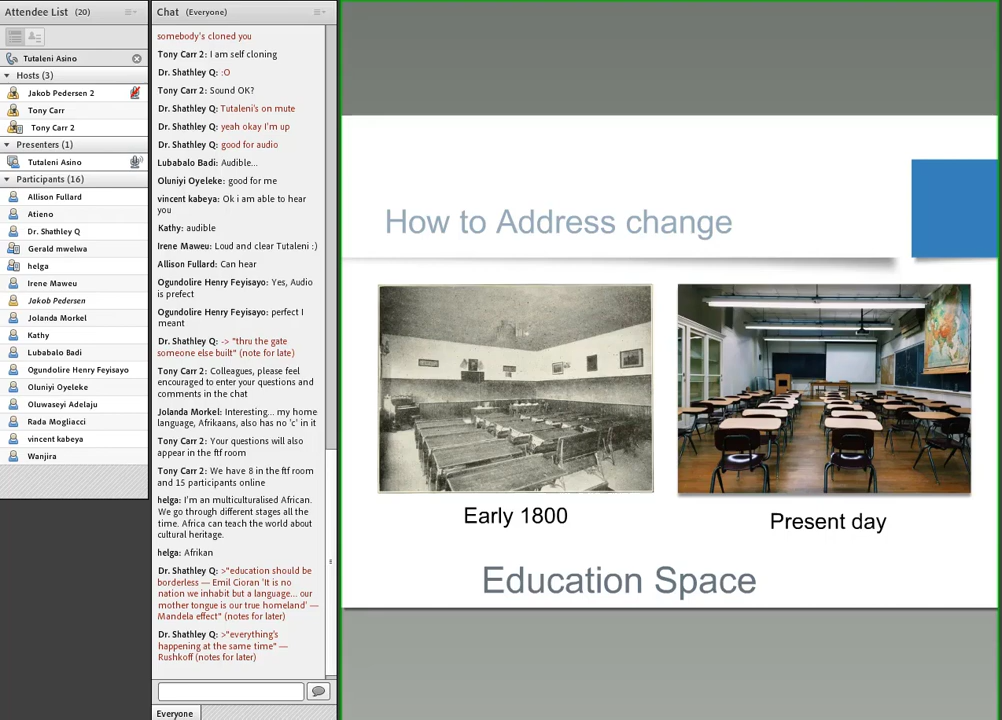 Attendee List (20)
Tutaleni Asino
Hosts (3)
Jakob Pedersen 2
Tony Carr
Tony Carr 2
Presenters (1)
Tutaleni Asino
Participants (16)
Allison Fullard
Atieno
Dr. Shathley Q
Gerald mwelwa
helga
Irene Maweu
Jakob Pedersen
Jolanda Morkel
Kathy
Lubabalo Badi
Ogundolire Henry Feyisayo
Oluniyi Oyeleke
Oluwaseyi Adelaju
Rada Mogliacci
vincent kabeya
Wanjira
Chat (Everyone)
somebody's cloned you
Tony Carr 2: I am self cloning
Dr. Shathley Q: :O
Tony Carr 2: Sound OK?
Dr. Shathley Q: Tutaleni's on mute
Dr. Shathley Q: yeah okay I'm up
Dr. Shathley Q: good for audio
Lubabalo Badi: Audible...
Oluniyi Oyeleke: good for me
vincent kabeya: Ok i am able to hear
you
Kathy: audible
Irene Maweu: Loud and clear Tutaleni :)
Allison Fullard: Can hear
Ogundolire Henry Feyisayo: Yes, Audio
is prefect
Ogundolire Henry Feyisayo: perfect I
meant
Dr. Shathley Q: -> "thru the gate
someone else built" (note for late)
Tony Carr 2: Colleagues, please feel
encouraged to enter your questions and
comments in the chat
Jolanda Morkel: Interesting... my home
language, Afrikaans, also has no 'c' in it
Tony Carr 2: Your questions will also
appear in the ftf room
Tony Carr 2: We have 8 in the ftf room
and 15 participants online
helga: I'm an multiculturalised African.
We go through different stages all the
time. Africa can teach the world about
cultural heritage.
helga: Afrikan
Dr. Shathley Q: >"education should be
borderless — Emil Cioran 'It is no
nation we inhabit but a language... our
mother tongue is our true homeland' —
Mandela effect" (notes for later)
Dr. Shathley Q: >"everything's
happening at the same time" —
Rushkoff (notes for later)
Everyone
How to Address change
Early 1800
Present day
Education Space